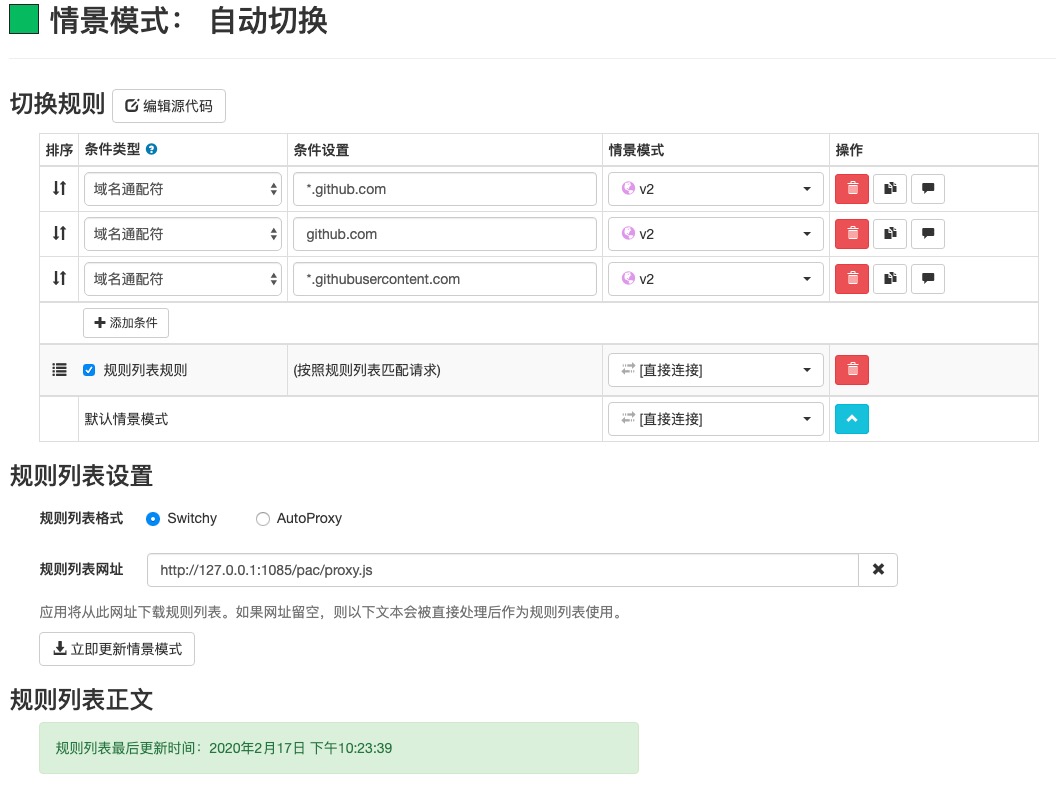 情景模式： 自动切换
切换规则 编辑源代码
排序 条件类型 条件设置 情景模式 操作
域名通配符 *.github.com v2
域名通配符 github.com v2
域名通配符 *.githubusercontent.com v2
添加条件
规则列表规则 (按照规则列表匹配请求) [直接连接]
默认情景模式 [直接连接]
规则列表设置
规则列表格式 Switchy AutoProxy
规则列表网址 http://127.0.0.1:1085/pac/proxy.js
应用将从此网址下载规则列表。如果网址留空，则以下文本会被直接处理后作为规则列表使用。
立即更新情景模式
规则列表正文
规则列表最后更新时间：2020年2月17日 下午10:23:39